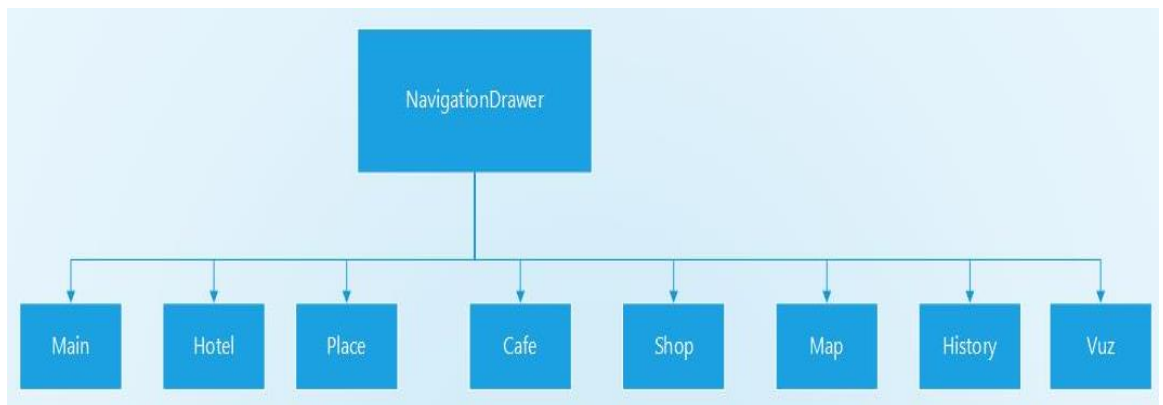 NavigationDrawer
Main
Hotel
Place
Cafe
Shop
Map
History
Vuz